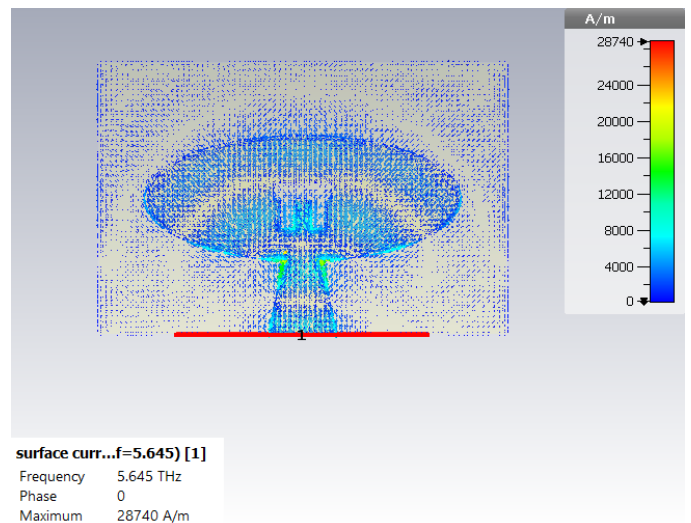 A/m
28740
24000
20000
16000
12000
8000
4000
0
1
surface curr...f=5.645) [1]
Frequency 5.645 THz
Phase 0
Maximum 28740 A/m